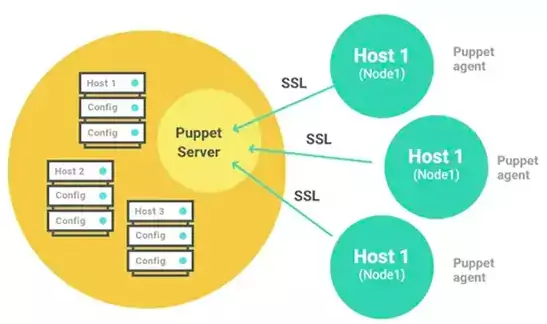 Host 1
Config
Config
Host 2
Config
Config
Host 3
Config
Config
Puppet
Server
SSL
SSL
SSL
Host 1
(Node1)
Puppet
agent
Host 1
(Node1)
Puppet
agent
Host 1
(Node1)
Puppet
agent